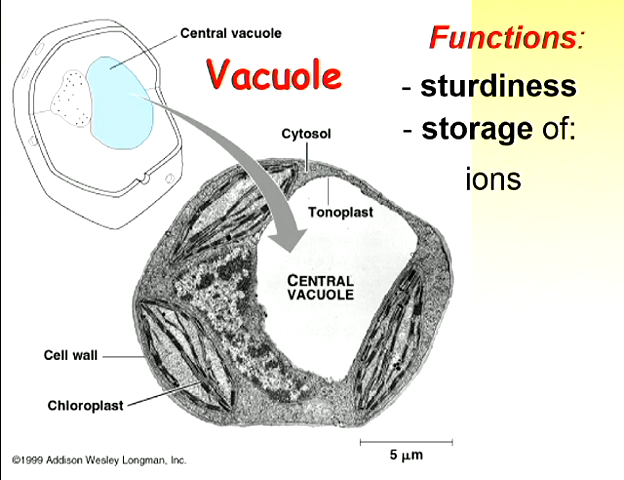 Central vacuole
Vacuole
Functions:
- sturdiness
- storage of:
ions
Cytosol
Tonoplast
CENTRAL
VACUOLE
Cell wall
Chloroplast
5 µm
©1999 Addison Wesley Longman, Inc.